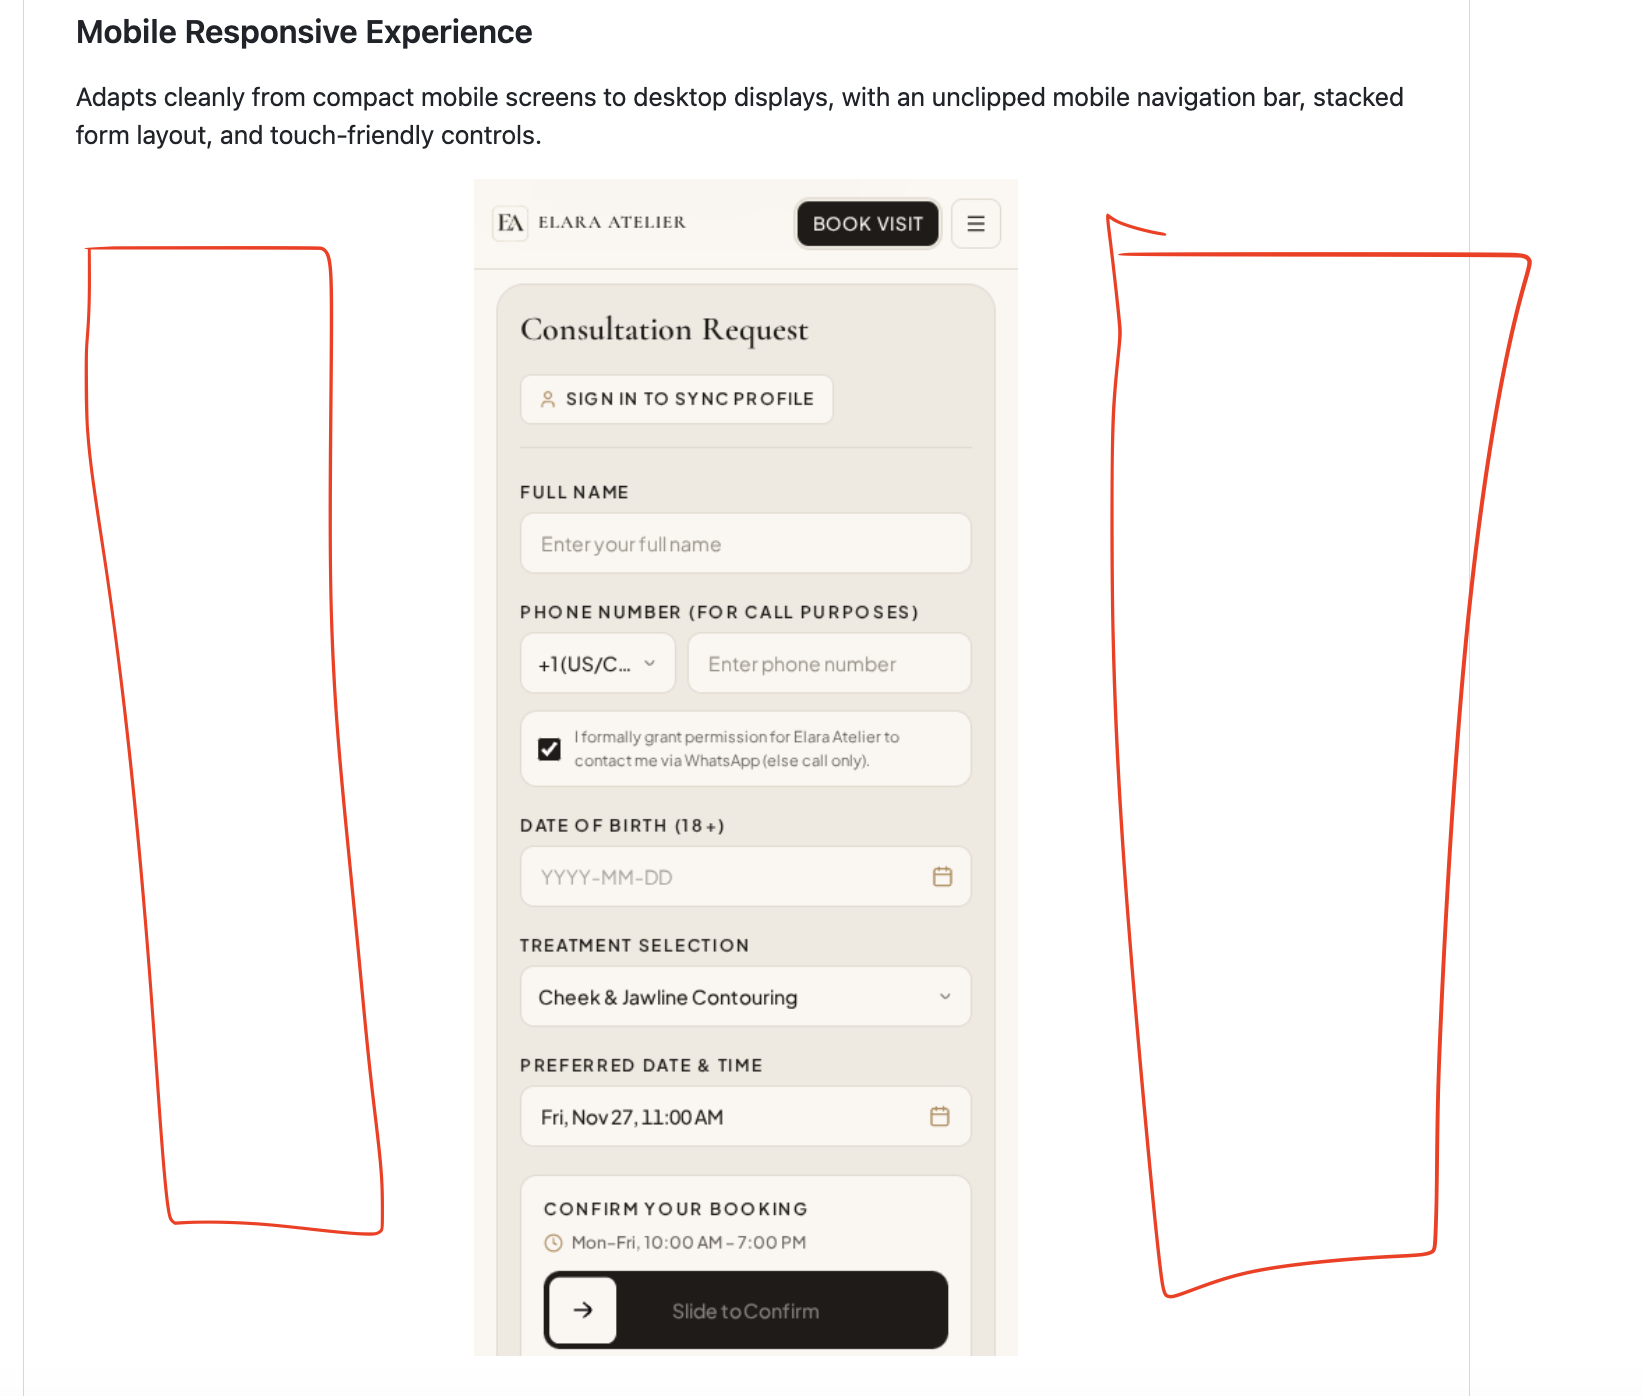 Mobile Responsive Experience
Adapts cleanly from compact mobile screens to desktop displays, with an unclipped mobile navigation bar, stacked
form layout, and touch-friendly controls.
EA ELARA ATELIER BOOK VISIT
Consultation Request
SIGN IN TO SYNC PROFILE
FULL NAME
Enter your full name
PHONE NUMBER (FOR CALL PURPOSES)
+1 (US/C... Enter phone number
I formally grant permission for Elara Atelier to
contact me via WhatsApp (else call only).
DATE OF BIRTH (18+)
YYYY-MM-DD
TREATMENT SELECTION
Cheek & Jawline Contouring
PREFERRED DATE & TIME
Fri, Nov 27, 11:00 AM
CONFIRM YOUR BOOKING
Mon–Fri, 10:00 AM – 7:00 PM
Slide to Confirm